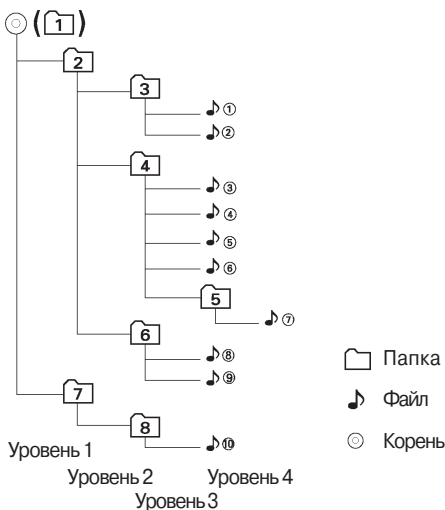 (1)
2
3
①
②
4
③
④
⑤
⑥
5
⑦
6
⑧
⑨
7
8
⑩
Папка
Файл
Корень
Уровень 1
Уровень 2
Уровень 4
Уровень 3